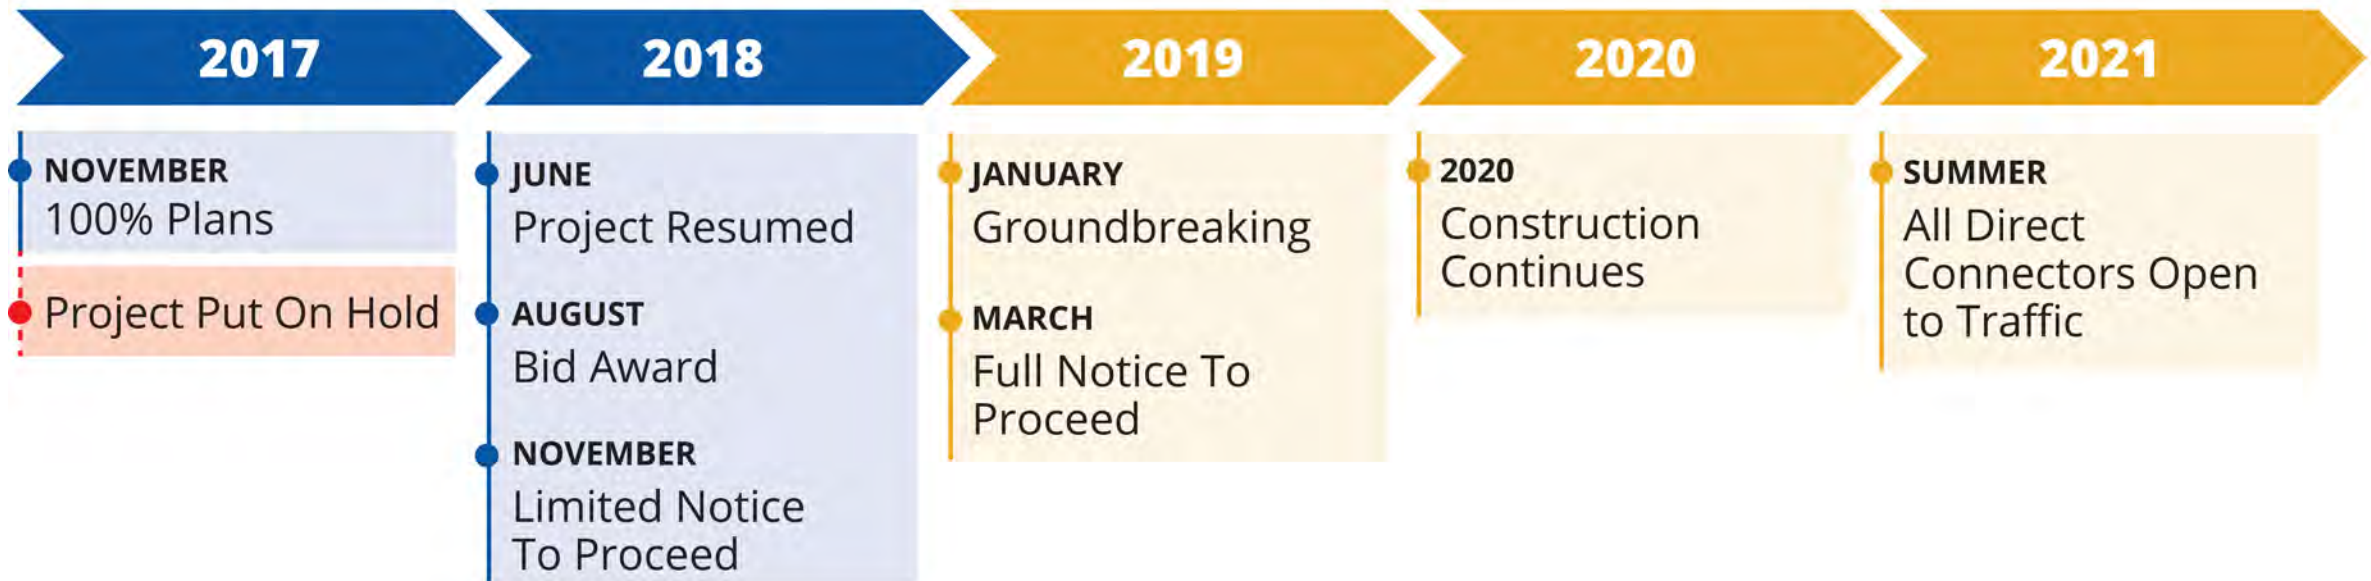 2017
2018
2019
2020
2021
NOVEMBER
100% Plans
Project Put On Hold
JUNE
Project Resumed
AUGUST
Bid Award
NOVEMBER
Limited Notice
To Proceed
JANUARY
Groundbreaking
MARCH
Full Notice To
Proceed
2020
Construction
Continues
SUMMER
All Direct
Connectors Open
to Traffic